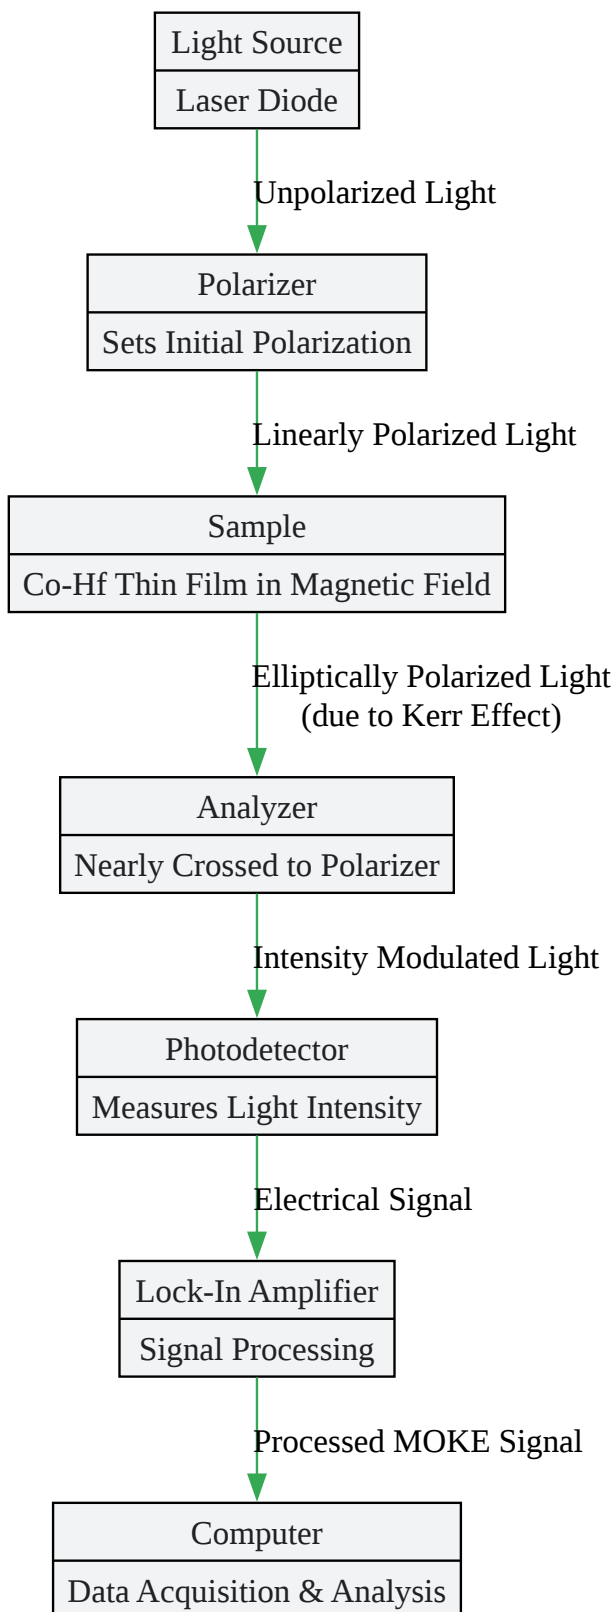 Light Source
Laser Diode
Unpolarized Light
Polarizer
Sets Initial Polarization
Linearly Polarized Light
Sample
Co-Hf Thin Film in Magnetic Field
Elliptically Polarized Light
(due to Kerr Effect)
Analyzer
Nearly Crossed to Polarizer
Intensity Modulated Light
Photodetector
Measures Light Intensity
Electrical Signal
Lock-In Amplifier
Signal Processing
Processed MOKE Signal
Computer
Data Acquisition & Analysis